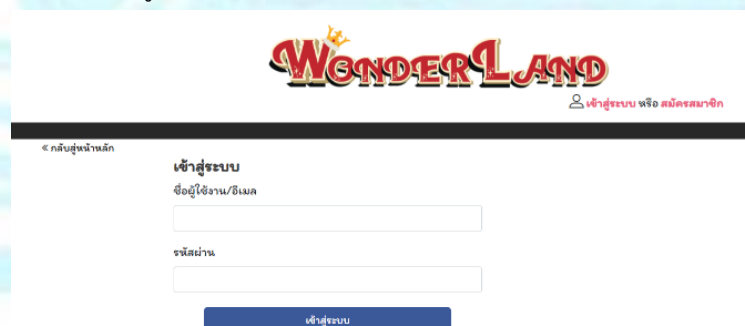 WONDERLAND
เข้าสู่ระบบ หรือ สมัครสมาชิก
« กลับสู่หน้าหลัก
เข้าสู่ระบบ
ชื่อผู้ใช้งาน/อีเมล
รหัสผ่าน
เข้าสู่ระบบ